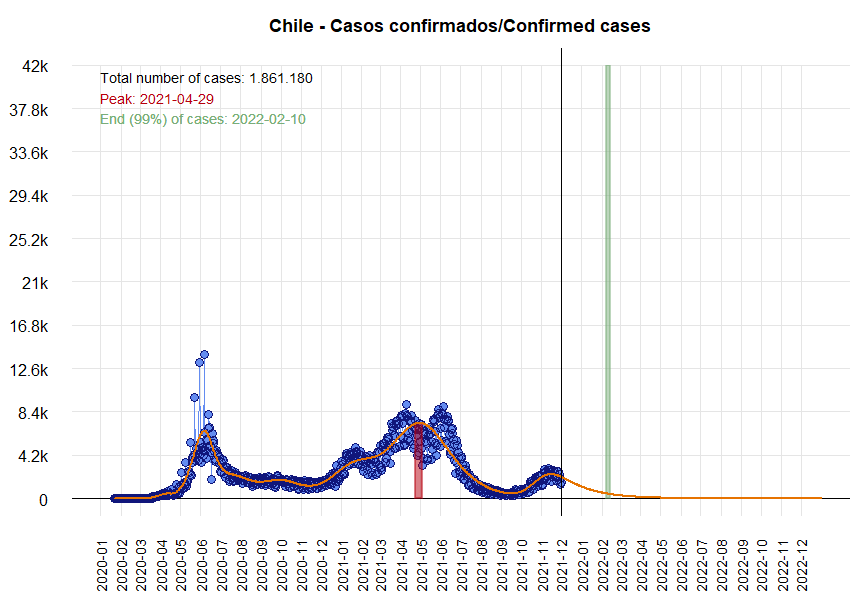 Chile - Casos confirmados/Confirmed cases
42k
37.8k
33.6k
29.4k
25.2k
21k
16.8k
12.6k
8.4k
4.2k
0
Total number of cases: 1.861.180
Peak: 2021-04-29
End (99%) of cases: 2022-02-10
2020-01
2020-02
2020-03
2020-04
2020-05
2020-06
2020-07
2020-08
2020-09
2020-10
2020-11
2020-12
2021-01
2021-02
2021-03
2021-04
2021-05
2021-06
2021-07
2021-08
2021-09
2021-10
2021-11
2021-12
2022-01
2022-02
2022-03
2022-04
2022-05
2022-06
2022-07
2022-08
2022-09
2022-10
2022-11
2022-12